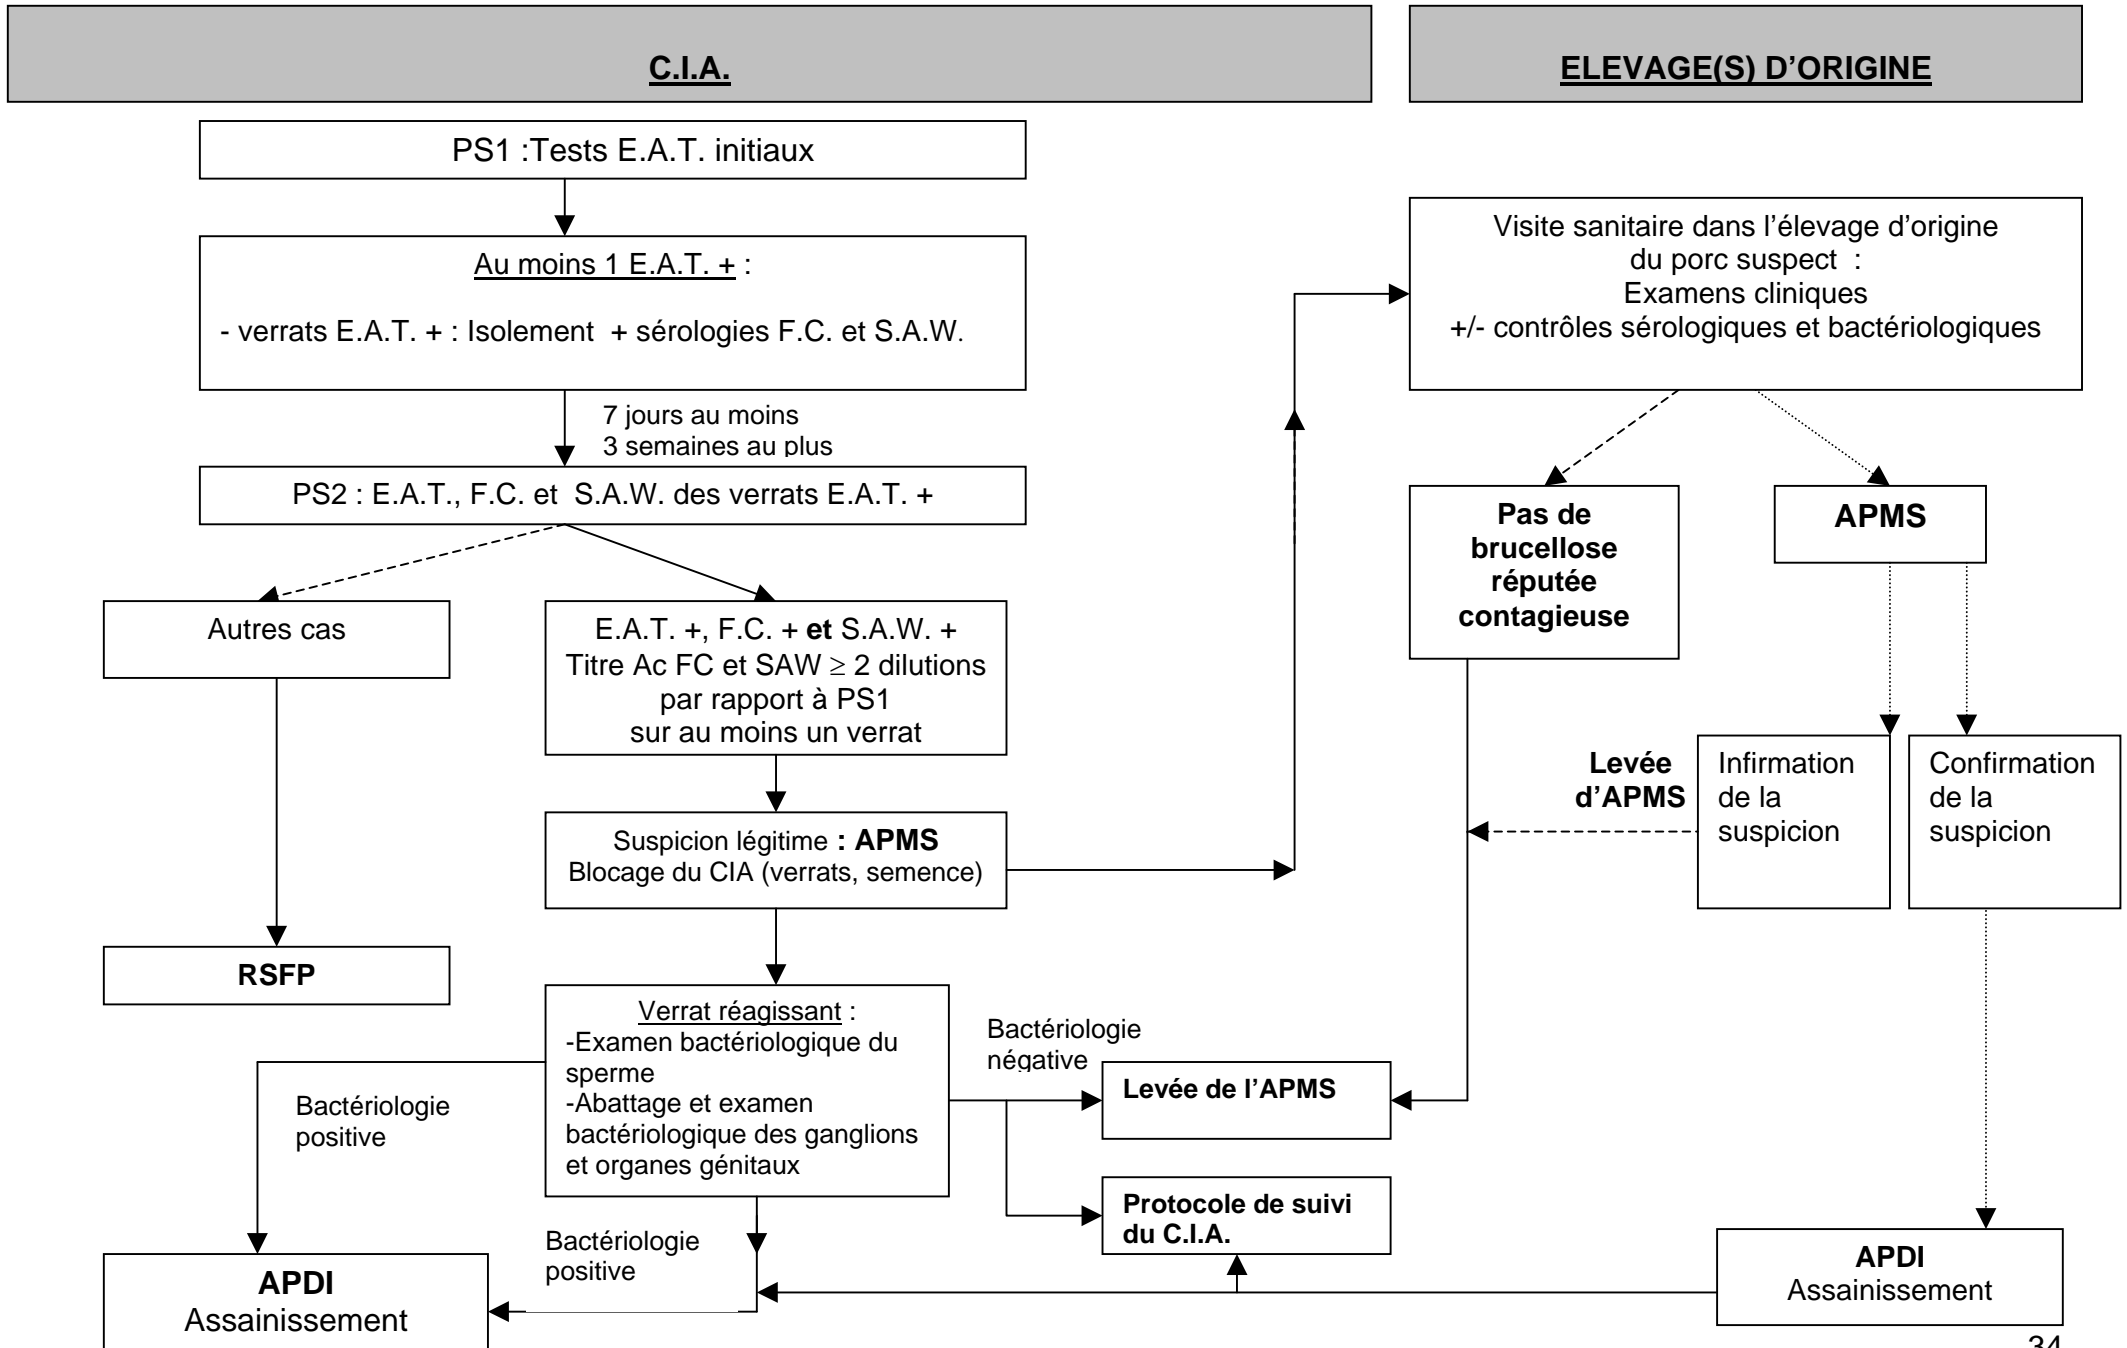 C.I.A.
ELEVAGE(S) D’ORIGINE
PS1 :Tests E.A.T. initiaux
Au moins 1 E.A.T. + :
- verrats E.A.T. + : Isolement + sérologies F.C. et S.A.W.
7 jours au moins
3 semaines au plus
PS2 : E.A.T., F.C. et S.A.W. des verrats E.A.T. +
Autres cas
E.A.T. +, F.C. + et S.A.W. +
Titre Ac FC et SAW ≥ 2 dilutions
par rapport à PS1
sur au moins un verrat
Suspicion légitime : APMS
Blocage du CIA (verrats, semence)
RSFP
Verrat réagissant :
-Examen bactériologique du
sperme
-Abattage et examen
bactériologique des ganglions
et organes génitaux
Bactériologie
positive
Bactériologie
négative
Levée de l’APMS
Protocole de suivi
du C.I.A.
Bactériologie
positive
APDI
Assainissement
Visite sanitaire dans l’élevage d’origine
du porc suspect :
Examens cliniques
+/- contrôles sérologiques et bactériologiques
Pas de
brucellose
réputée
contagieuse
APMS
Levée
d’APMS
Infirmation
de la
suspicion
Confirmation
de la
suspicion
APDI
Assainissement
34